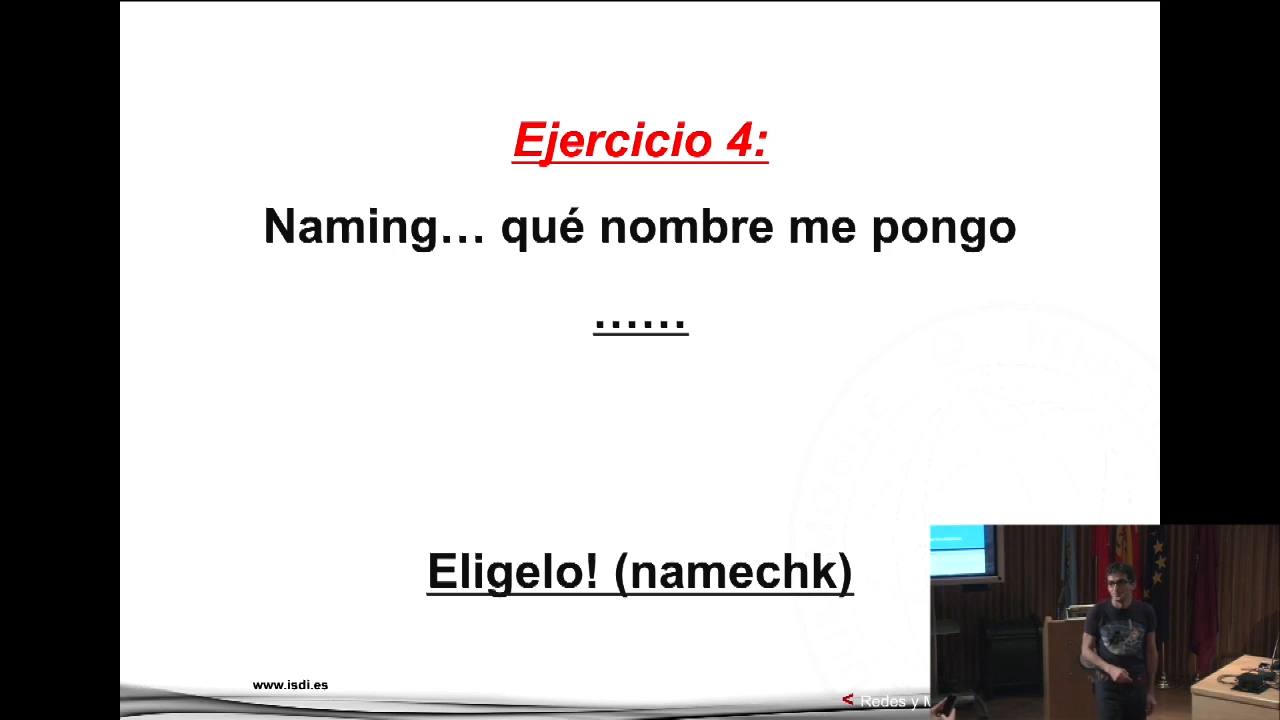 Ejercicio 4:
Naming… qué nombre me pongo
……
Eligelo! (namechk)
www.isdi.es
< Redes y